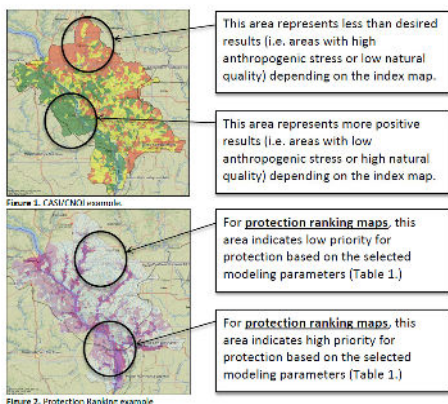 This area represents less than desired
results (i.e. areas with high
anthropogenic stress or low natural
quality) depending on the index map.
This area represents more positive
results (i.e. areas with low
anthropogenic stress or high natural
quality) depending on the index map.
Figure 1. CASI/CNQI example.
For protection ranking maps, this
area indicates low priority for
protection based on the selected
modeling parameters (Table 1.)
For protection ranking maps, this
area indicates high priority for
protection based on the selected
modeling parameters (Table 1.)
Figure 2. Protection Ranking example